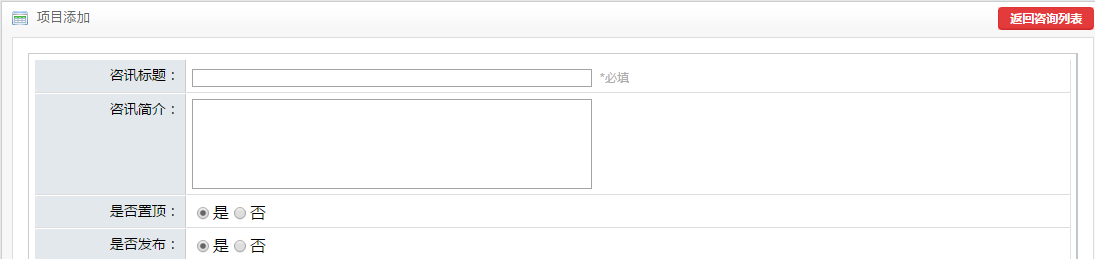 项目添加
返回咨询列表
咨讯标题：
*必填
咨讯简介：
是否置顶： 是 否
是否发布： 是 否